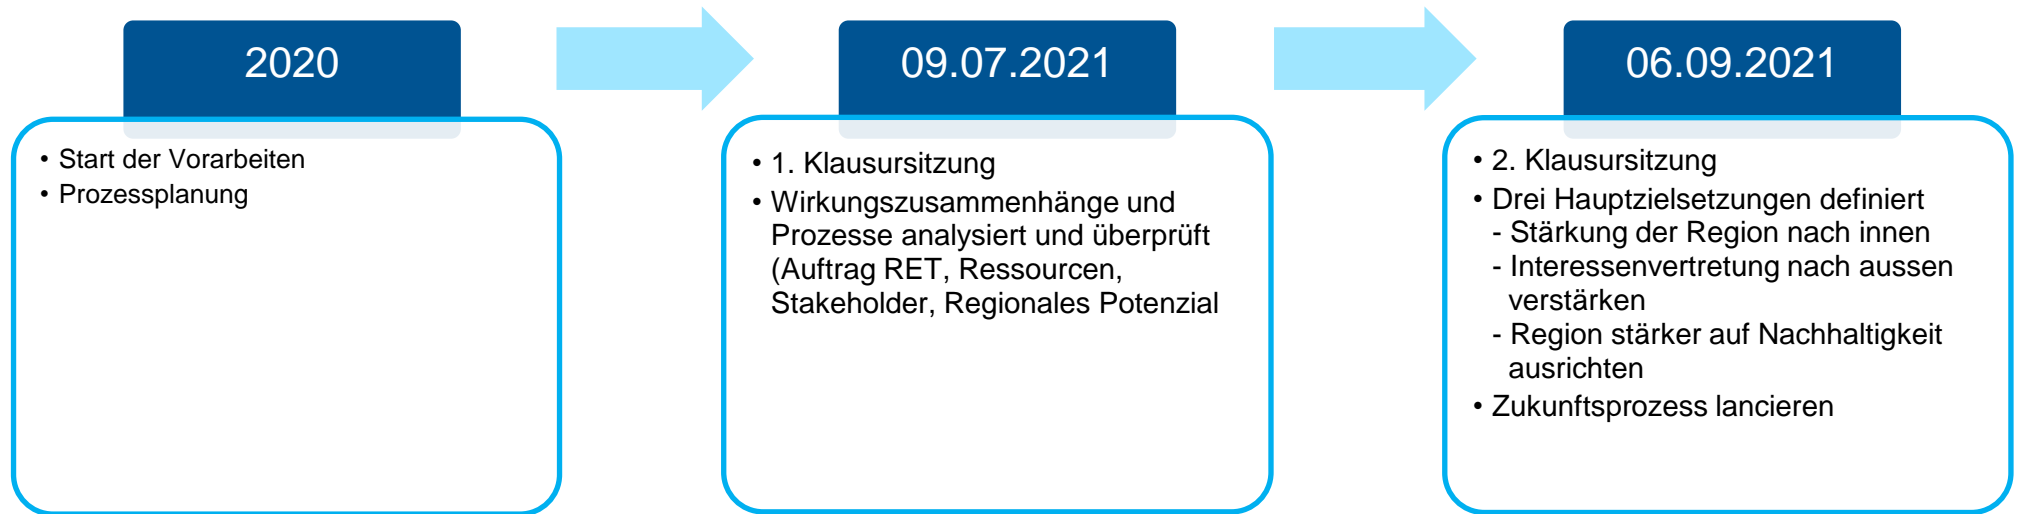 2020
• Start der Vorarbeiten
• Prozessplanung
09.07.2021
• 1. Klausursitzung
• Wirkungszusammenhänge und
Prozesse analysiert und überprüft
(Auftrag RET, Ressourcen,
Stakeholder, Regionales Potenzial
06.09.2021
• 2. Klausursitzung
• Drei Hauptzielsetzungen definiert
- Stärkung der Region nach innen
- Interessenvertretung nach aussen
verstärken
- Region stärker auf Nachhaltigkeit
ausrichten
• Zukunftsprozess lancieren